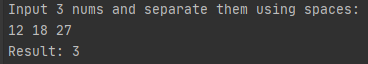 Input 3 nums and separate them using spaces:
12 18 27
Result: 3